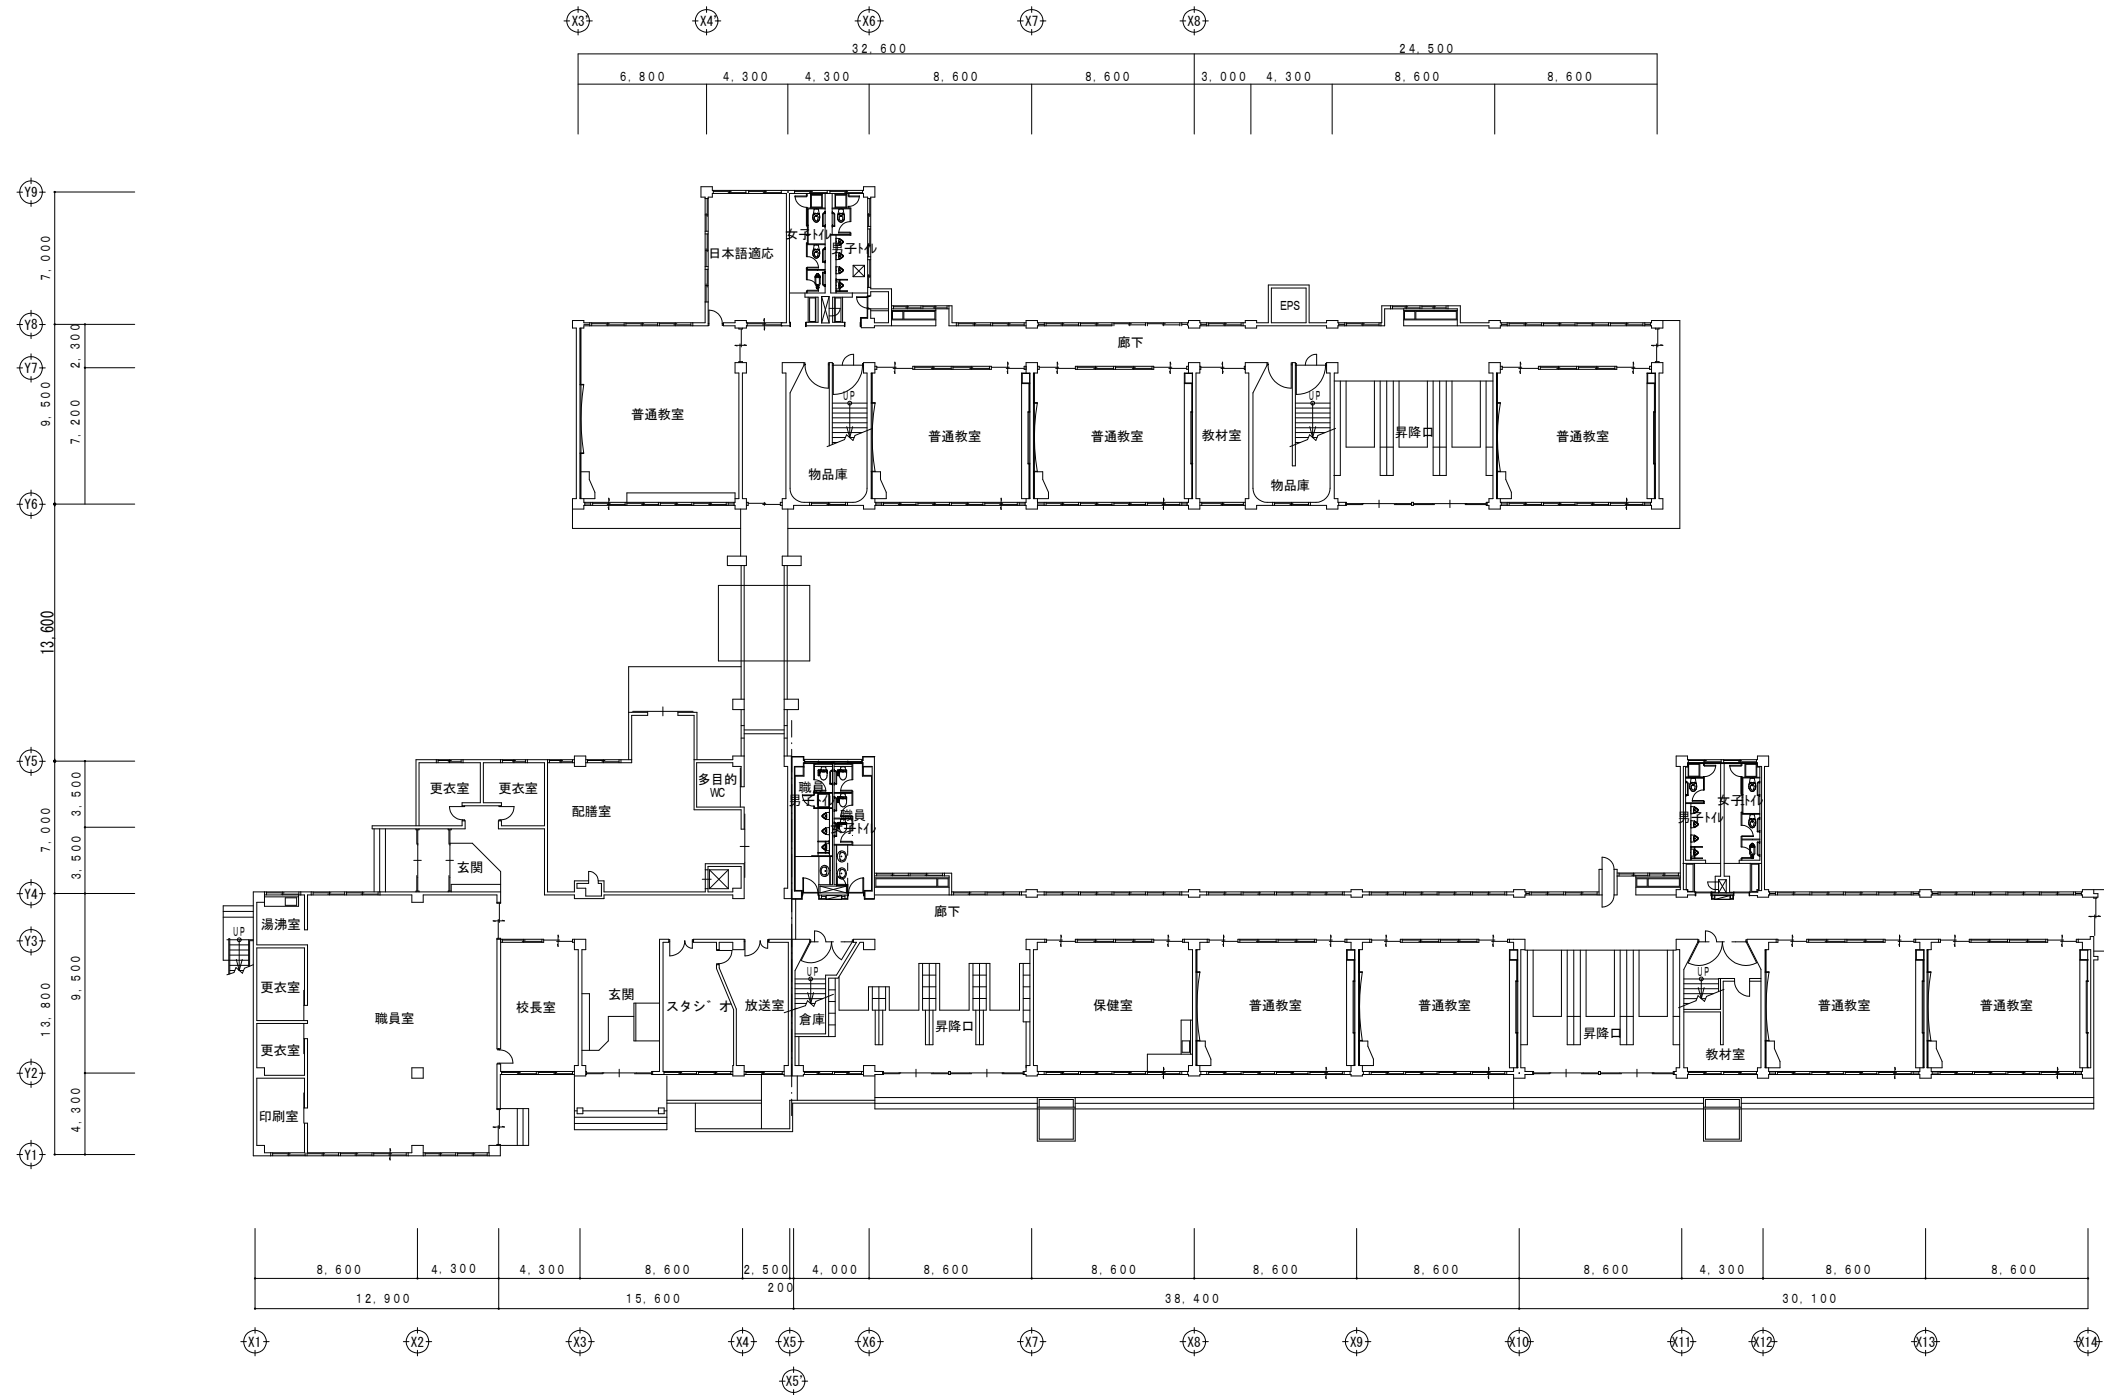 X3' X4' X6 X7 X8
32,600 24,500
6,800 4,300 4,300 8,600 8,600 3,000 4,300 8,600 8,600
Y9
7,000
日本語適応
女子ﾄｲﾚ
男子ﾄｲﾚ
EPS
Y8
2,300
廊下
Y7
9,500
7,200
UP
UP
普通教室
普通教室
普通教室
教材室
昇降口
普通教室
物品庫
物品庫
Y6
13,600
Y5
3,500
7,000
3,500
更衣室
更衣室
配膳室
多目的
WC
職員
男子ﾄｲﾚ
職員
女子ﾄｲﾚ
女子ﾄｲﾚ
男子ﾄｲﾚ
玄関
Y4
廊下
湯沸室
UP
Y3
9,500
13,800
更衣室
職員室
校長室
玄関
スタジオ
放送室
UP
倉庫
昇降口
保健室
普通教室
普通教室
昇降口
UP
教材室
普通教室
普通教室
更衣室
Y2
4,300
印刷室
Y1
8,600 4,300 4,300 8,600 2,500 4,000 8,600 8,600 8,600 8,600 8,600 4,300 8,600 8,600
200
12,900 15,600 38,400 30,100
X1 X2 X3 X4 X5 X6 X7 X8 X9 X10 X11 X12 X13 X14
X5'